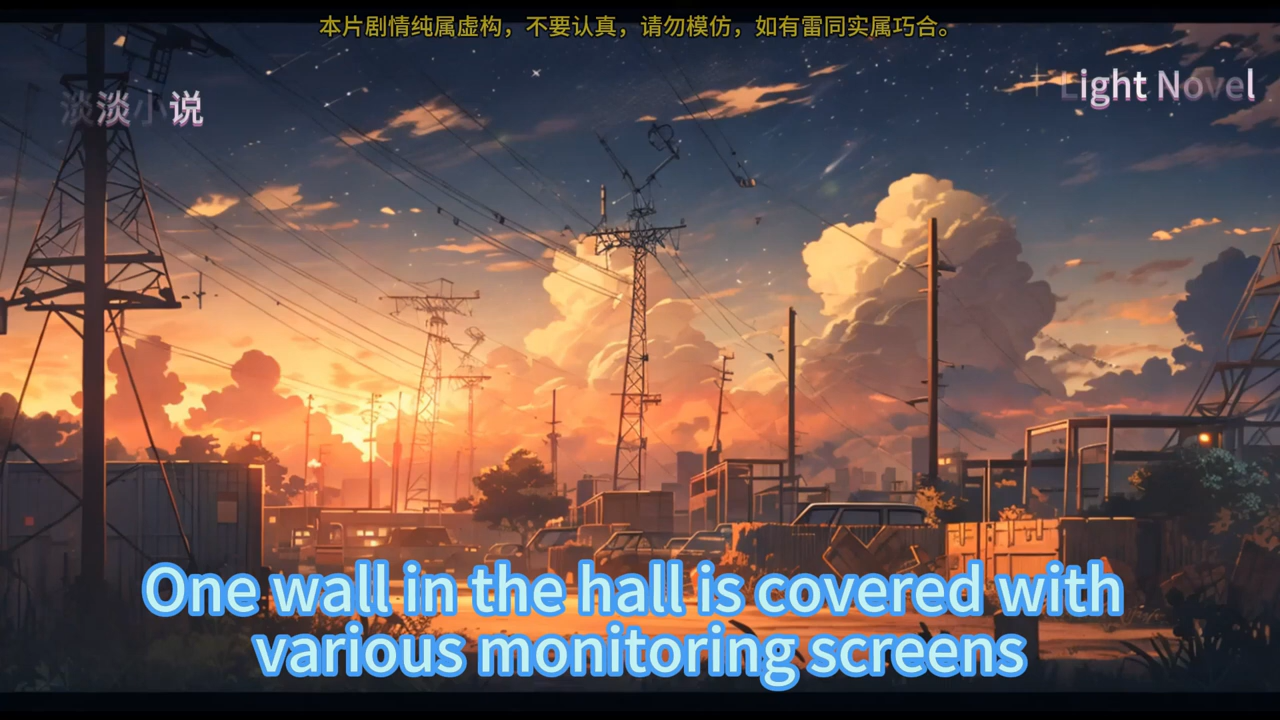 本片剧情纯属虚构，不要认真，请勿模仿，如有雷同实属巧合。
淡淡小说
Light Novel
One wall in the hall is covered with
various monitoring screens